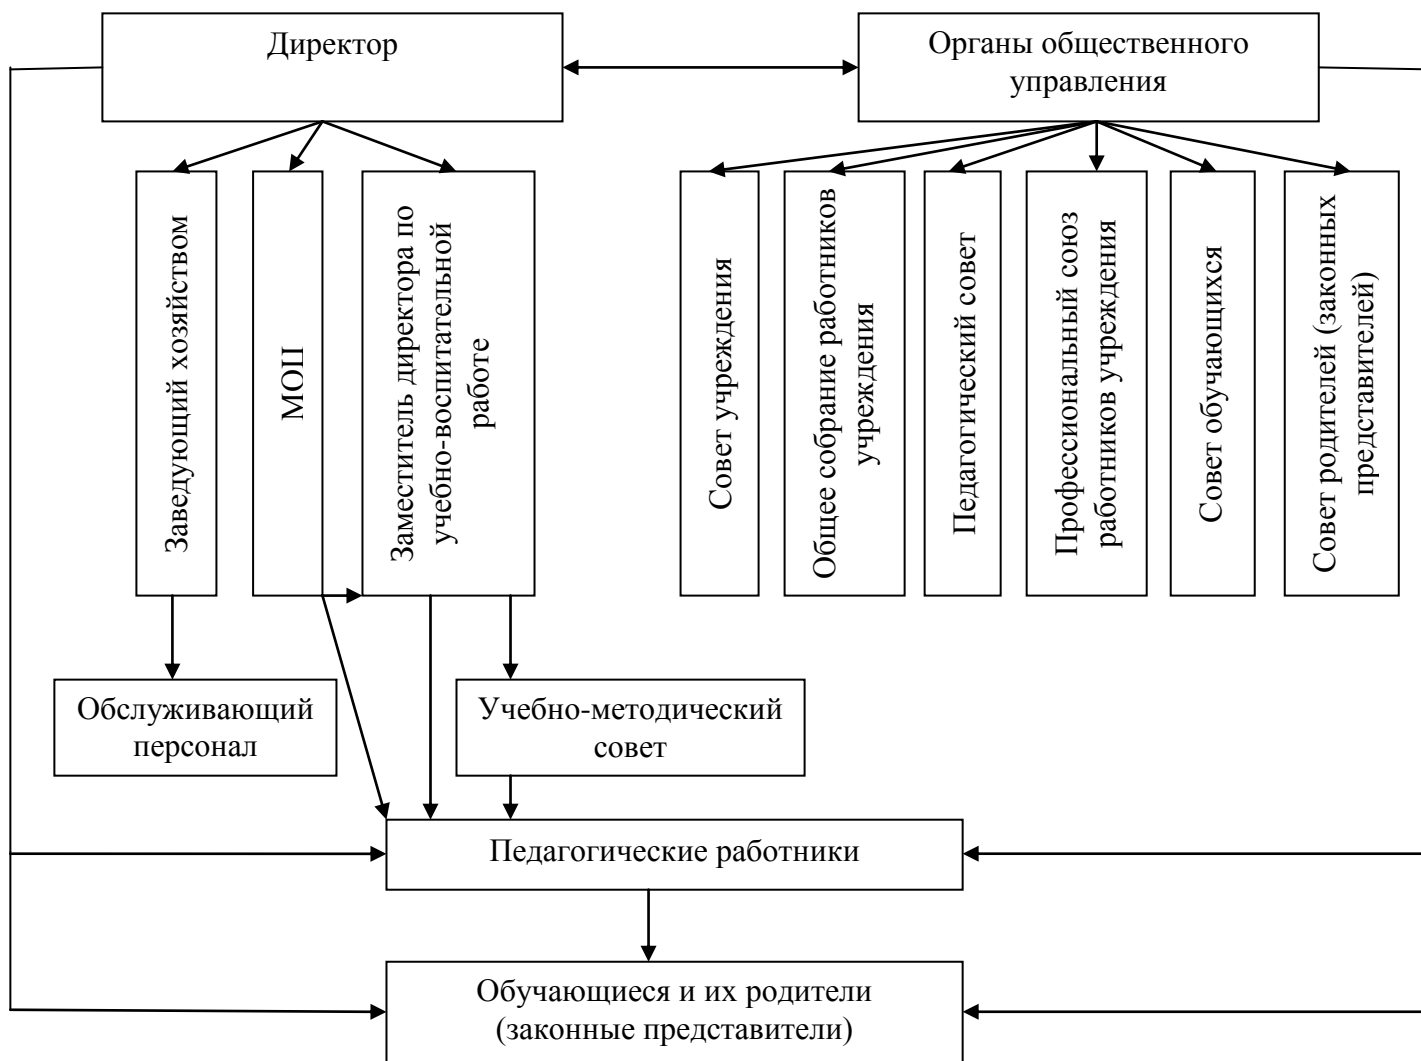 Директор
Органы общественного
управления
Заведующий хозяйством
МОП
Заместитель директора по
учебно-воспитательной
работе
Совет учреждения
Общее собрание работников
учреждения
Педагогический совет
Профессиональный союз
работников учреждения
Совет обучающихся
Совет родителей (законных
представителей)
Обслуживающий
персонал
Учебно-методический
совет
Педагогические работники
Обучающиеся и их родители
(законные представители)